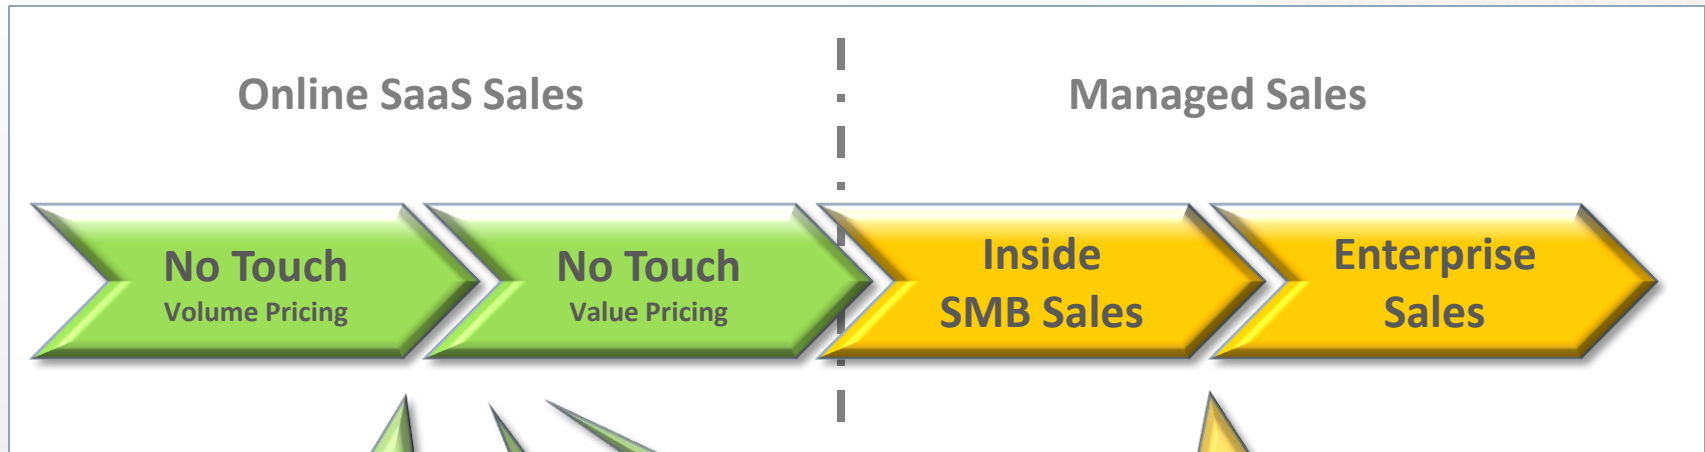 Online SaaS Sales
Managed Sales
No Touch
Volume Pricing
No Touch
Value Pricing
Inside
SMB Sales
Enterprise
Sales